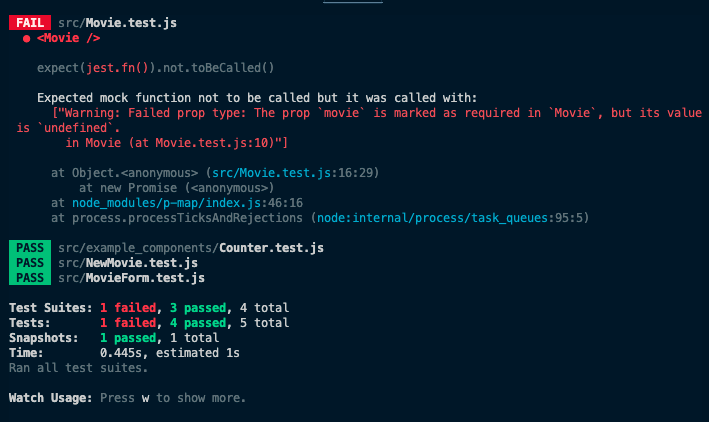 FAIL src/Movie.test.js
● <Movie />
expect(jest.fn()).not.toBeCalled()
Expected mock function not to be called but it was called with:
["Warning: Failed prop type: The prop `movie` is marked as required in `Movie`, but its value
is `undefined`.
in Movie (at Movie.test.js:10)"]
at Object.<anonymous> (src/Movie.test.js:16:29)
at new Promise (<anonymous>)
at node_modules/p-map/index.js:46:16
at process.processTicksAndRejections (node:internal/process/task_queues:95:5)
PASS src/example_components/Counter.test.js
PASS src/NewMovie.test.js
PASS src/MovieForm.test.js
Test Suites: 1 failed, 3 passed, 4 total
Tests: 1 failed, 4 passed, 5 total
Snapshots: 1 passed, 1 total
Time: 0.445s, estimated 1s
Ran all test suites.
Watch Usage: Press w to show more.